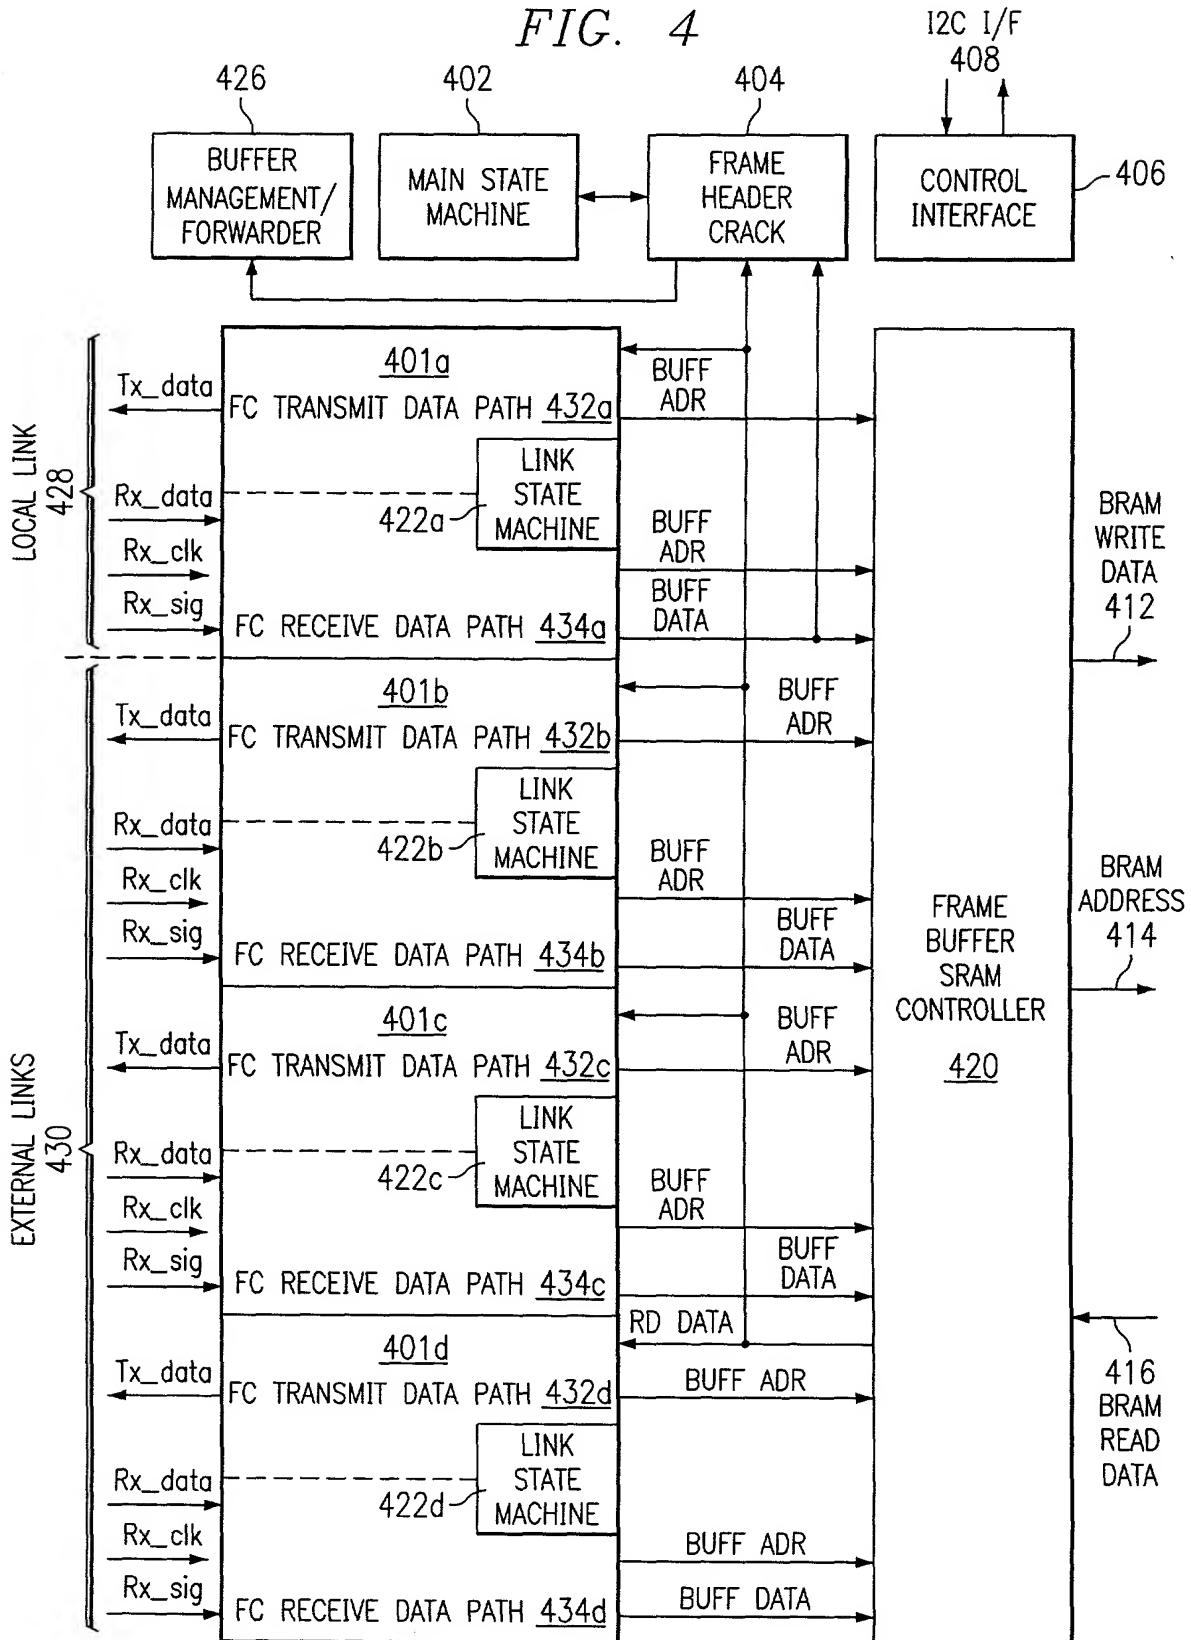 FIG. 4
I2C I/F
408
426
402
404
BUFFER
MANAGEMENT/
FORWARDER
MAIN STATE
MACHINE
FRAME
HEADER
CRACK
CONTROL
INTERFACE
406
LOCAL LINK
428
401a
Tx_data
FC TRANSMIT DATA PATH 432a
BUFF
ADR
LINK
STATE
MACHINE
422a
Rx_data
Rx_clk
Rx_sig
BUFF
ADR
BUFF
DATA
FC RECEIVE DATA PATH 434a
BRAM
WRITE
DATA
412
EXTERNAL LINKS
430
401b
Tx_data
FC TRANSMIT DATA PATH 432b
BUFF
ADR
LINK
STATE
MACHINE
422b
Rx_data
Rx_clk
Rx_sig
BUFF
ADR
BUFF
DATA
FC RECEIVE DATA PATH 434b
FRAME
BUFFER
SRAM
CONTROLLER
420
BRAM
ADDRESS
414
401c
Tx_data
FC TRANSMIT DATA PATH 432c
BUFF
ADR
LINK
STATE
MACHINE
422c
Rx_data
Rx_clk
Rx_sig
BUFF
ADR
BUFF
DATA
FC RECEIVE DATA PATH 434c
RD DATA
401d
Tx_data
FC TRANSMIT DATA PATH 432d
BUFF ADR
416
BRAM
READ
DATA
LINK
STATE
MACHINE
422d
Rx_data
Rx_clk
Rx_sig
BUFF ADR
BUFF DATA
FC RECEIVE DATA PATH 434d